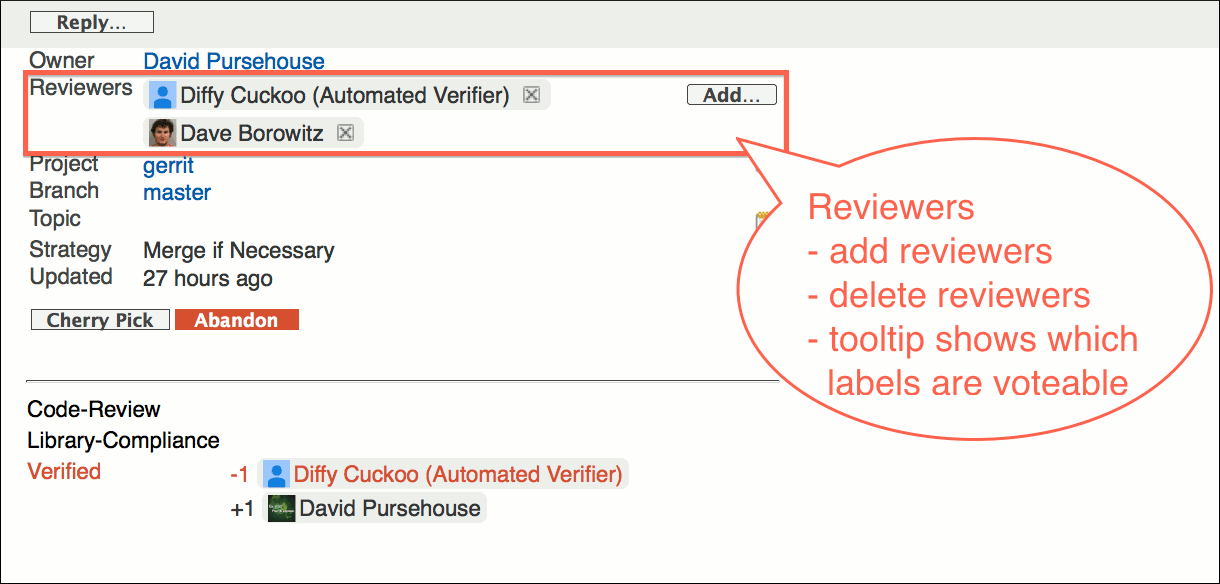 Reply...
Owner David Pursehouse
Reviewers Diffy Cuckoo (Automated Verifier) Add...
Dave Borowitz
Project gerrit
Branch master
Topic
Strategy Merge if Necessary
Updated 27 hours ago
Cherry Pick Abandon
Reviewers
- add reviewers
- delete reviewers
- tooltip shows which
labels are voteable
Code-Review
Library-Compliance
Verified -1 Diffy Cuckoo (Automated Verifier)
+1 David Pursehouse